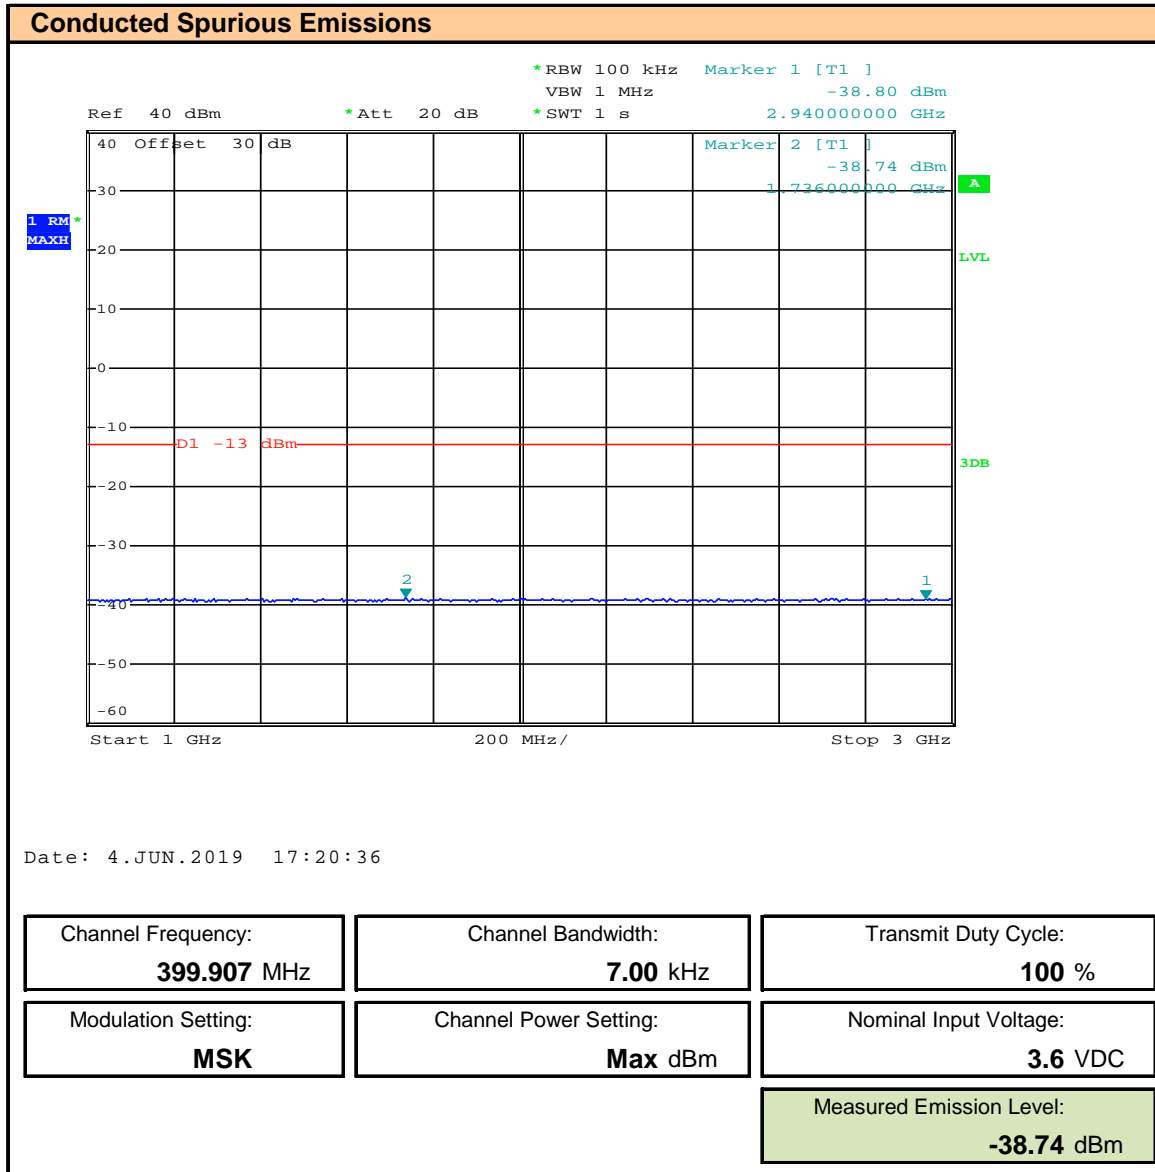 Conducted Spurious Emissions
*RBW 100 kHz Marker 1 [T1 ]
VBW 1 MHz -38.80 dBm
Ref 40 dBm *Att 20 dB *SWT 1 s 2.940000000 GHz
40 Offset 30 dB Marker 2 [T1 ]
-38.74 dBm
30 1.736000000 GHz A
1 RM *
MAXH
20
LVL
10
0
-10
D1 -13 dBm
3DB
-20
-30
2 1
-40
-50
-60
Start 1 GHz 200 MHz/ Stop 3 GHz
Date: 4.JUN.2019 17:20:36
Channel Frequency: Channel Bandwidth: Transmit Duty Cycle:
399.907 MHz 7.00 kHz 100 %
Modulation Setting: Channel Power Setting: Nominal Input Voltage:
MSK Max dBm 3.6 VDC
Measured Emission Level:
-38.74 dBm